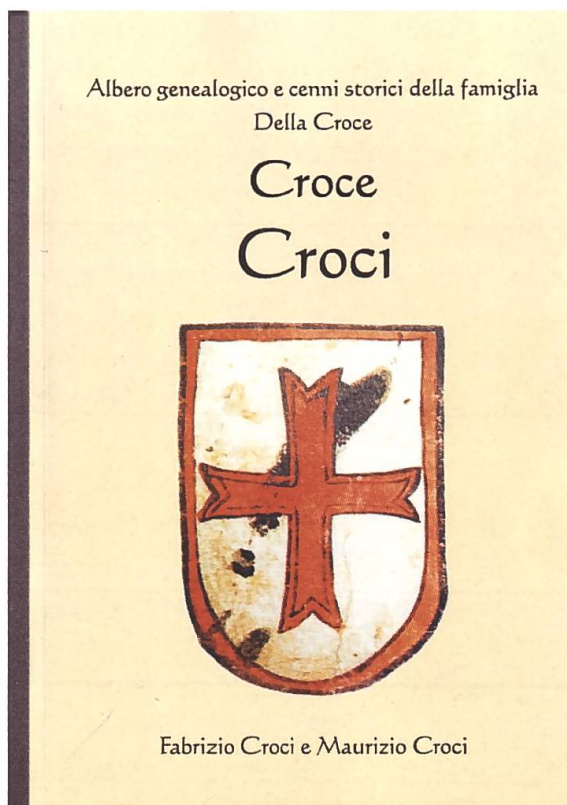 Albero genealogico e cenni storici della famiglia
Della Croce
Croce
Croci
Fabrizio Croci e Maurizio Croci